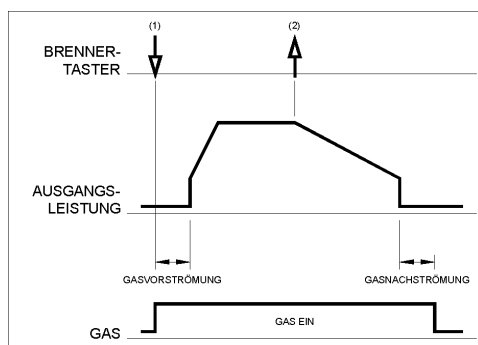 (1)
(2)
BRENNER-
TASTER
AUSGANGS-
LEISTUNG
GASVORSTRÖMUNG
GASNACHSTRÖMUNG
GAS EIN
GAS